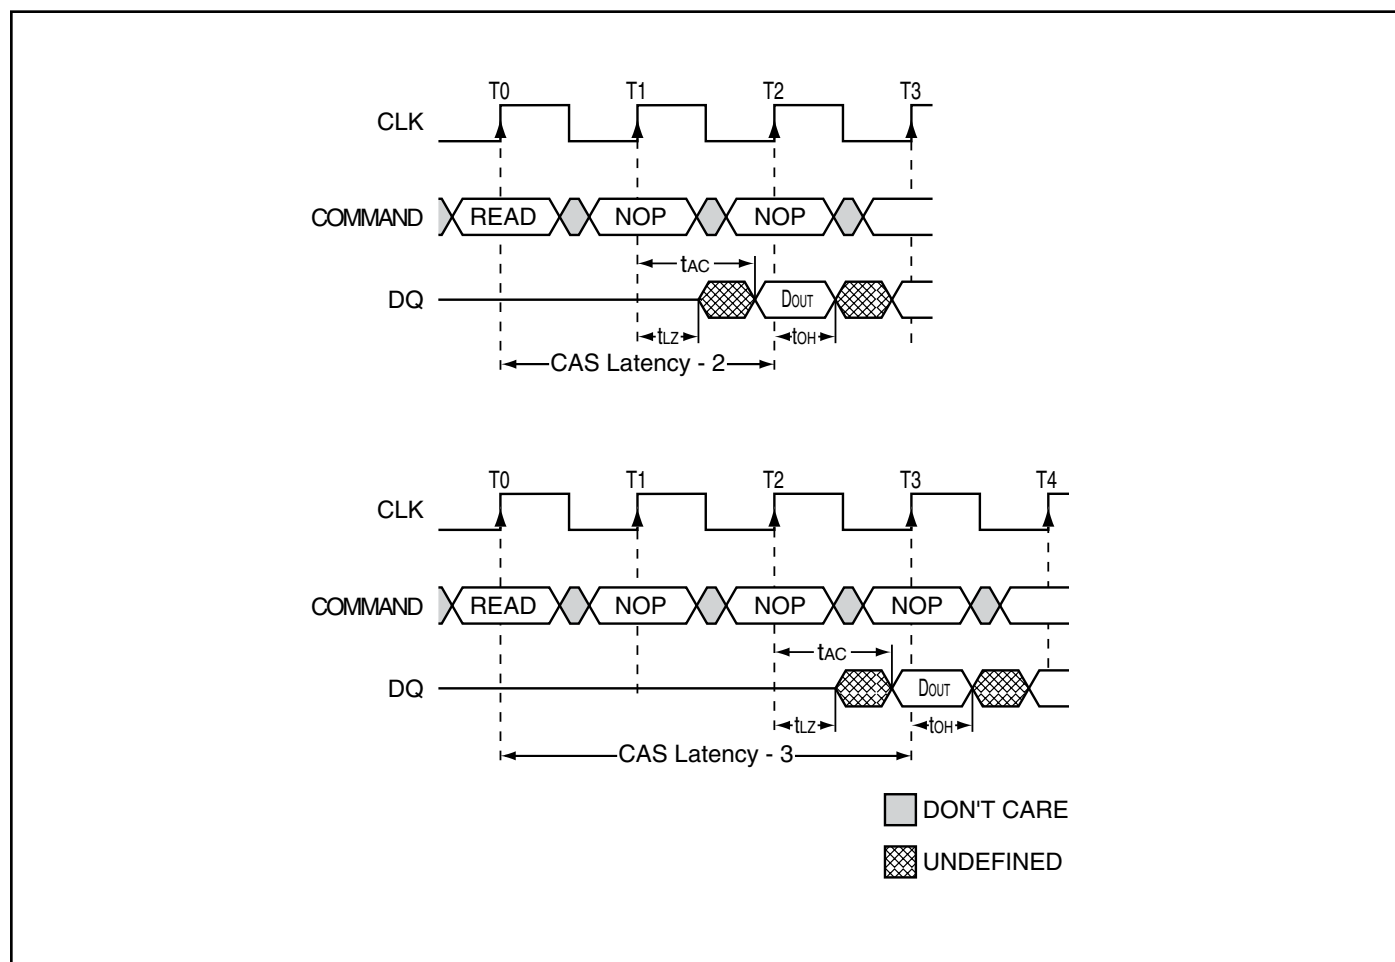 T0 T1 T2 T3
CLK
COMMAND READ NOP NOP
tAC
DQ DOUT
tLZ tOH
CAS Latency - 2
T0 T1 T2 T3 T4
CLK
COMMAND READ NOP NOP NOP
tAC
DQ DOUT
tLZ tOH
CAS Latency - 3
DON'T CARE
UNDEFINED